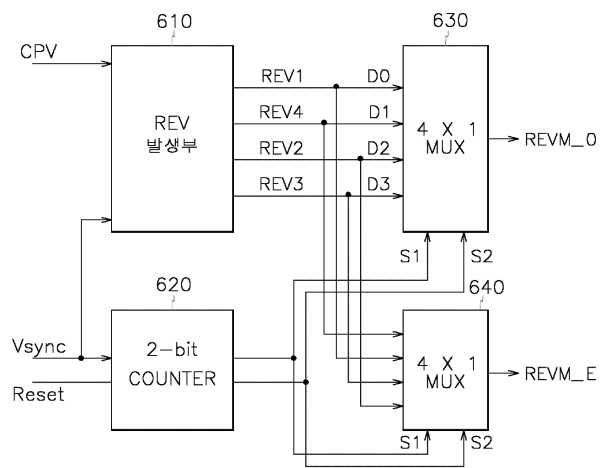 610
630
CPV
REV
발생부
REV1
D0
REV4
D1
REV2
D2
REV3
D3
4 X 1
MUX
REVM_O
S1
S2
620
640
Vsync
Reset
2-bit
COUNTER
4 X 1
MUX
REVM_E
S1
S2